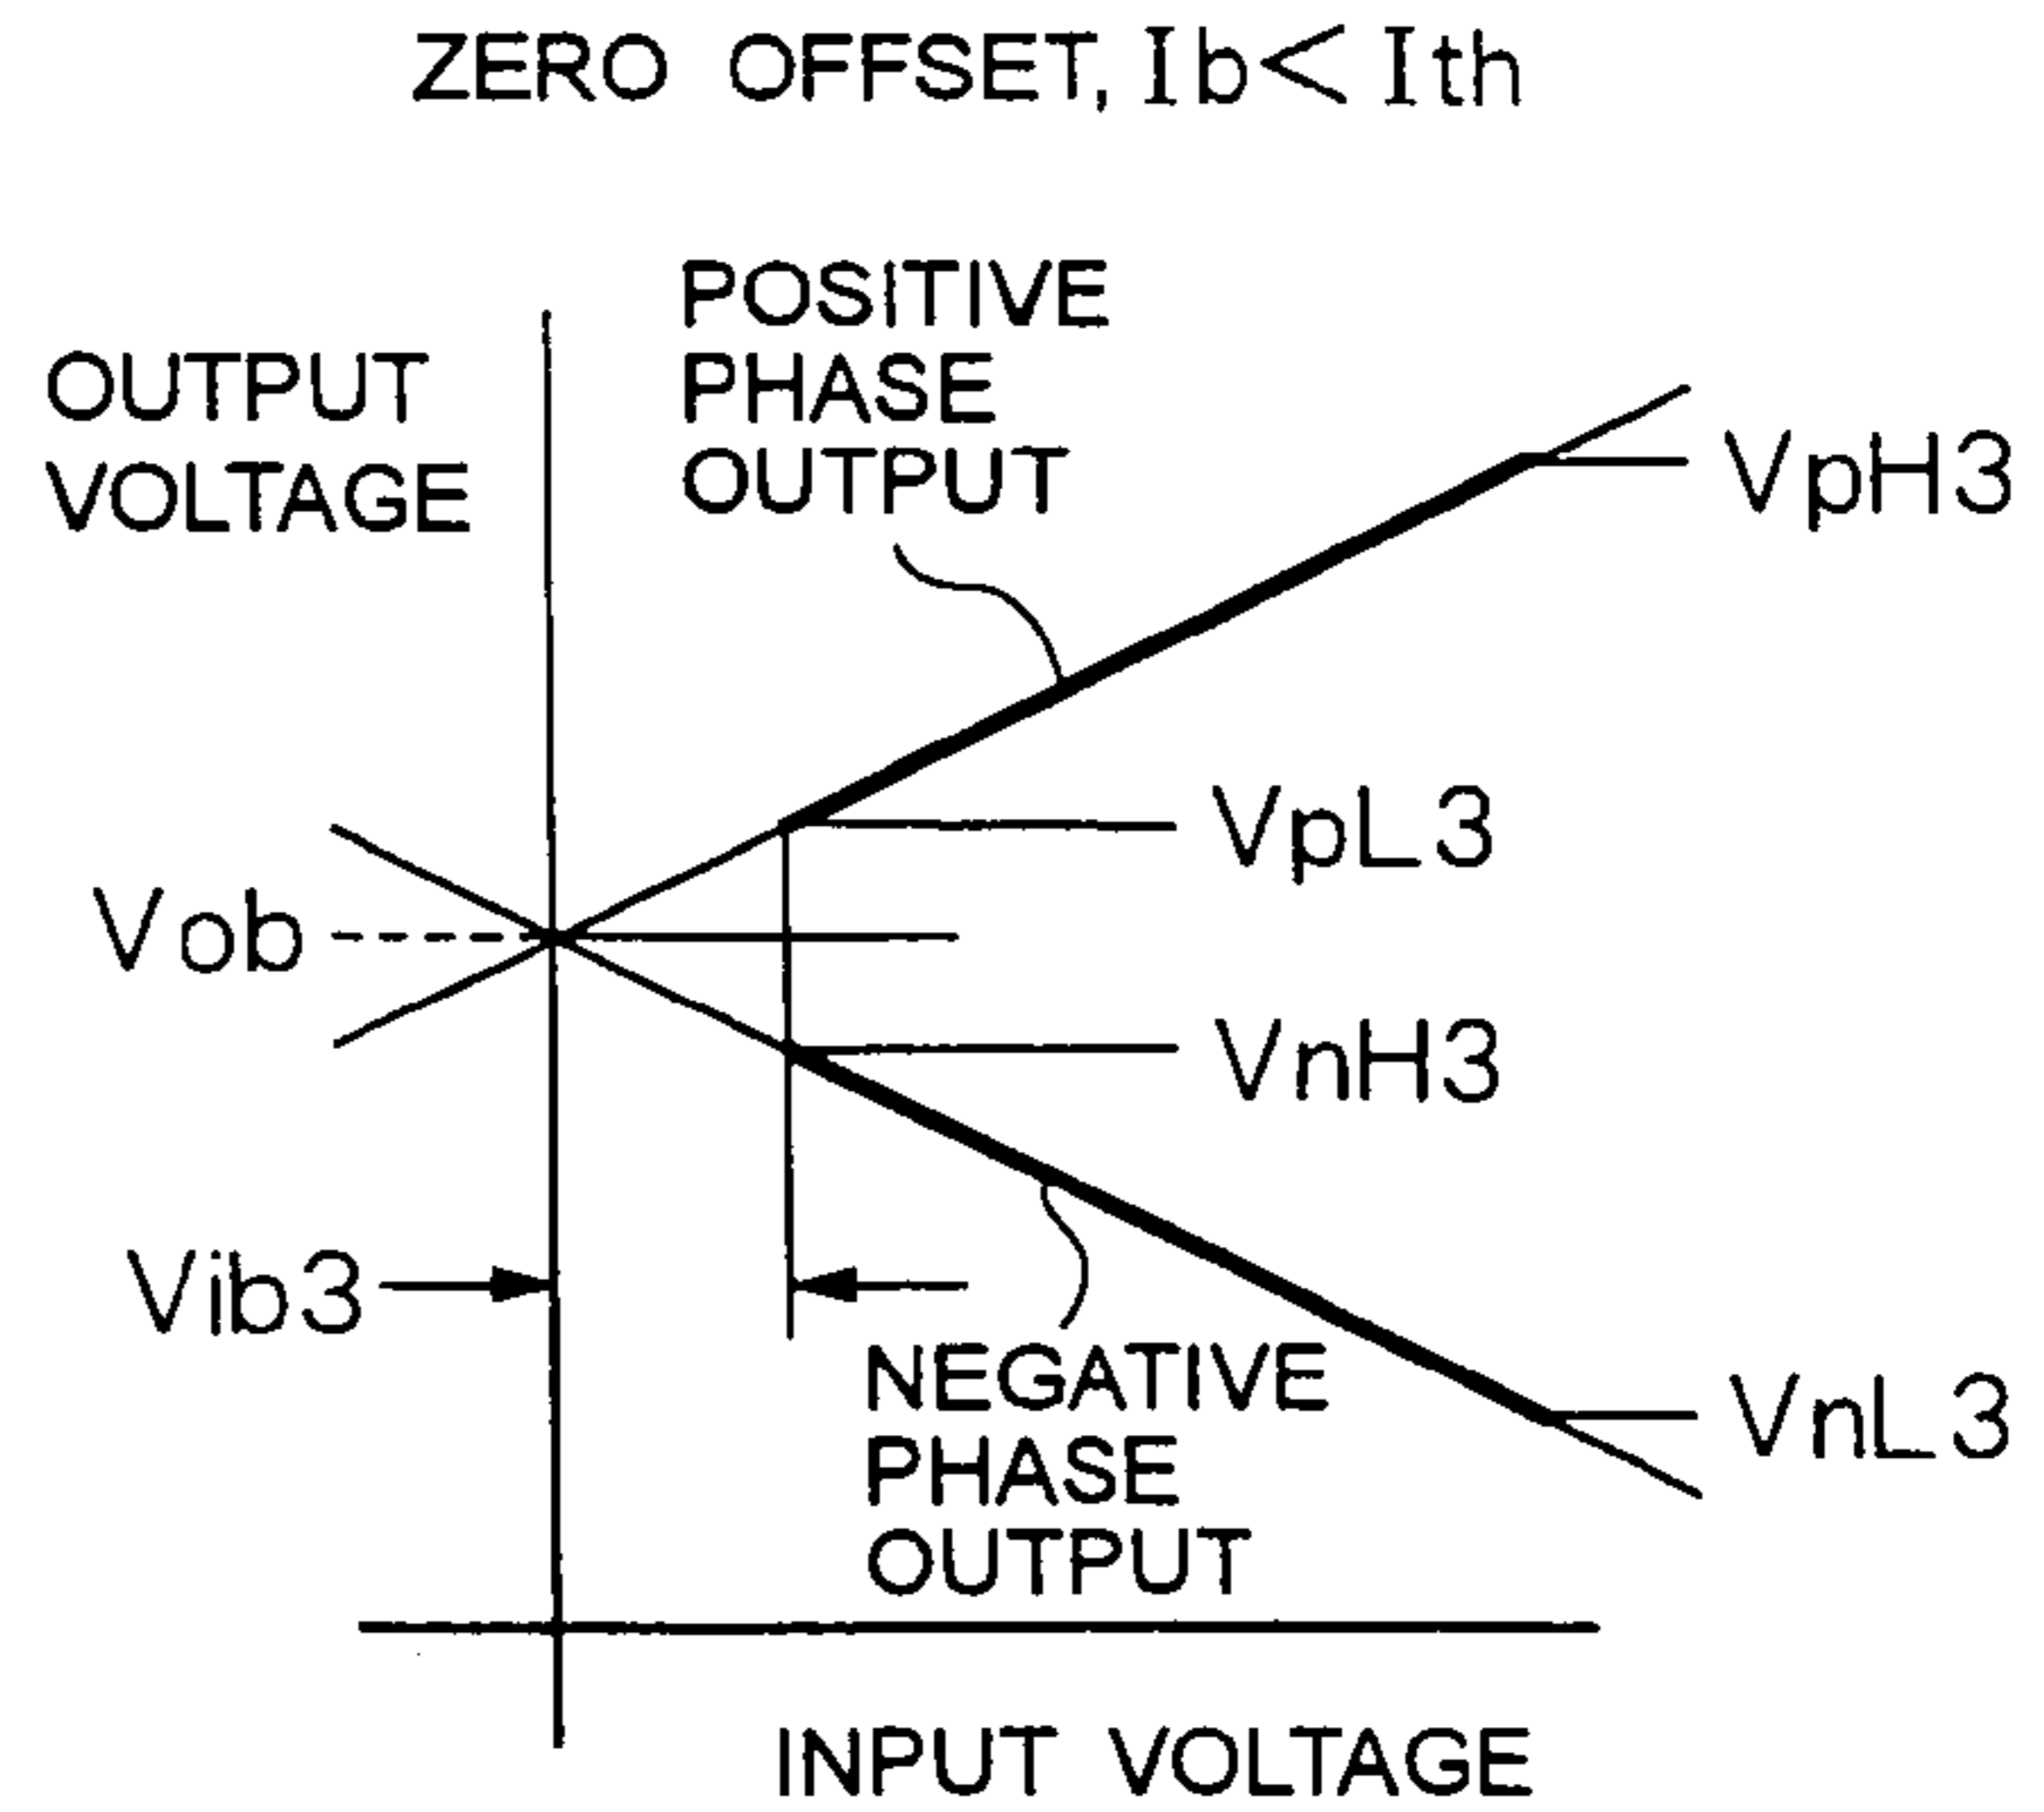 ZERO OFFSET, Ib< Ith
POSITIVE
PHASE
OUTPUT
OUTPUT
VOLTAGE
VpH3
VpL3
Vob
VnH3
Vib3
NEGATIVE
PHASE
OUTPUT
VnL3
INPUT VOLTAGE